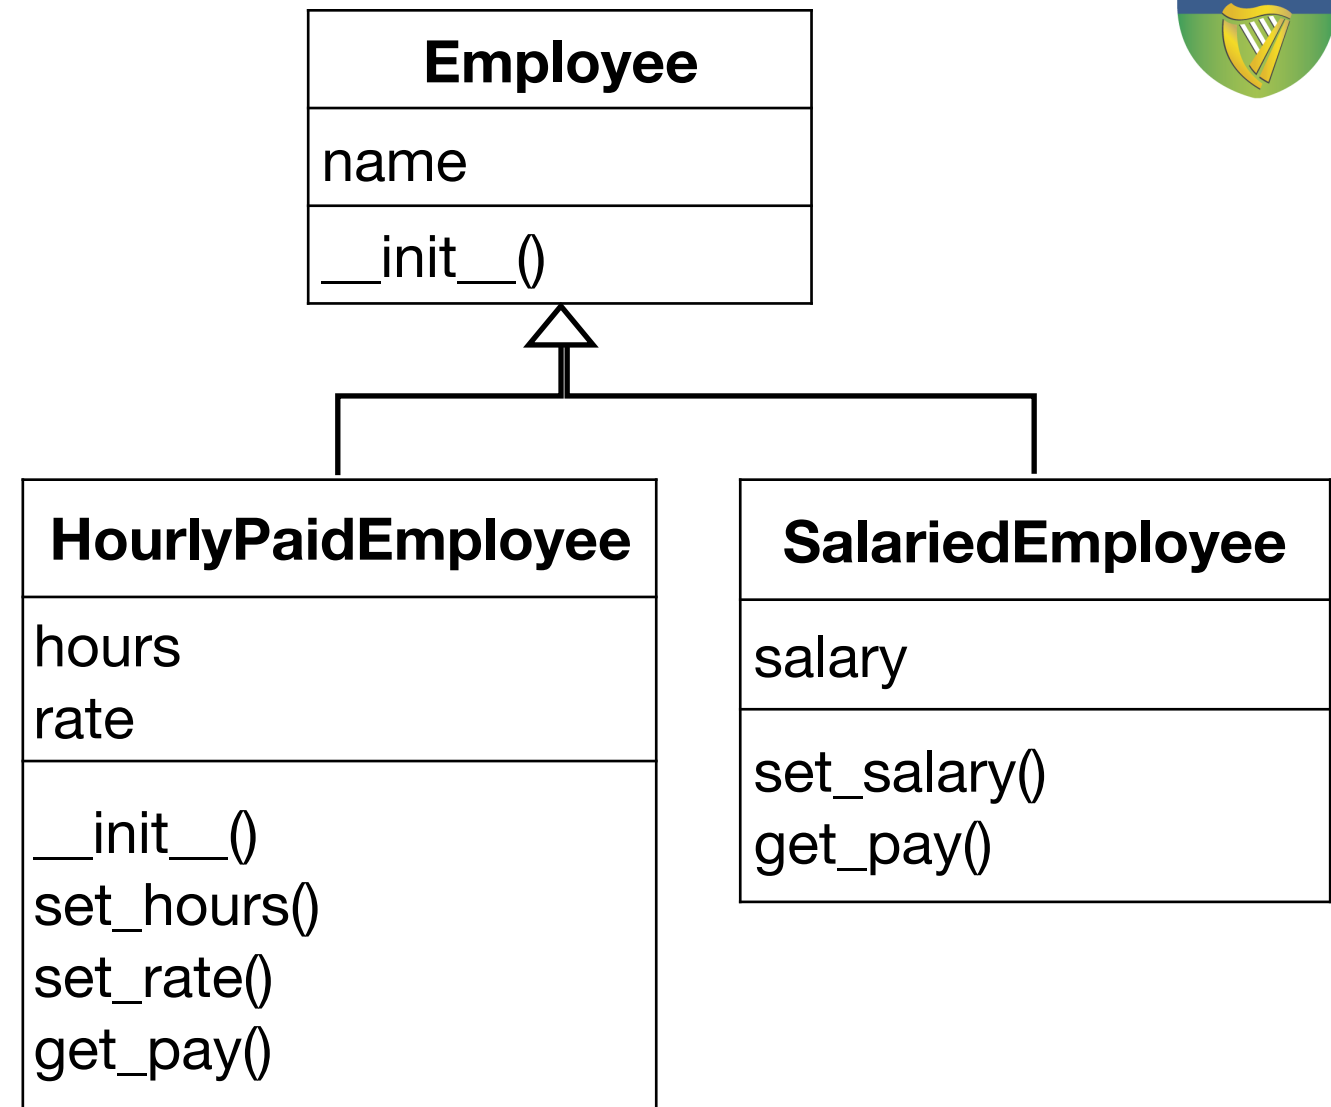 Employee
name
__init__()
HourlyPaidEmployee
hours
rate
__init__()
set_hours()
set_rate()
get_pay()
SalariedEmployee
salary
set_salary()
get_pay()